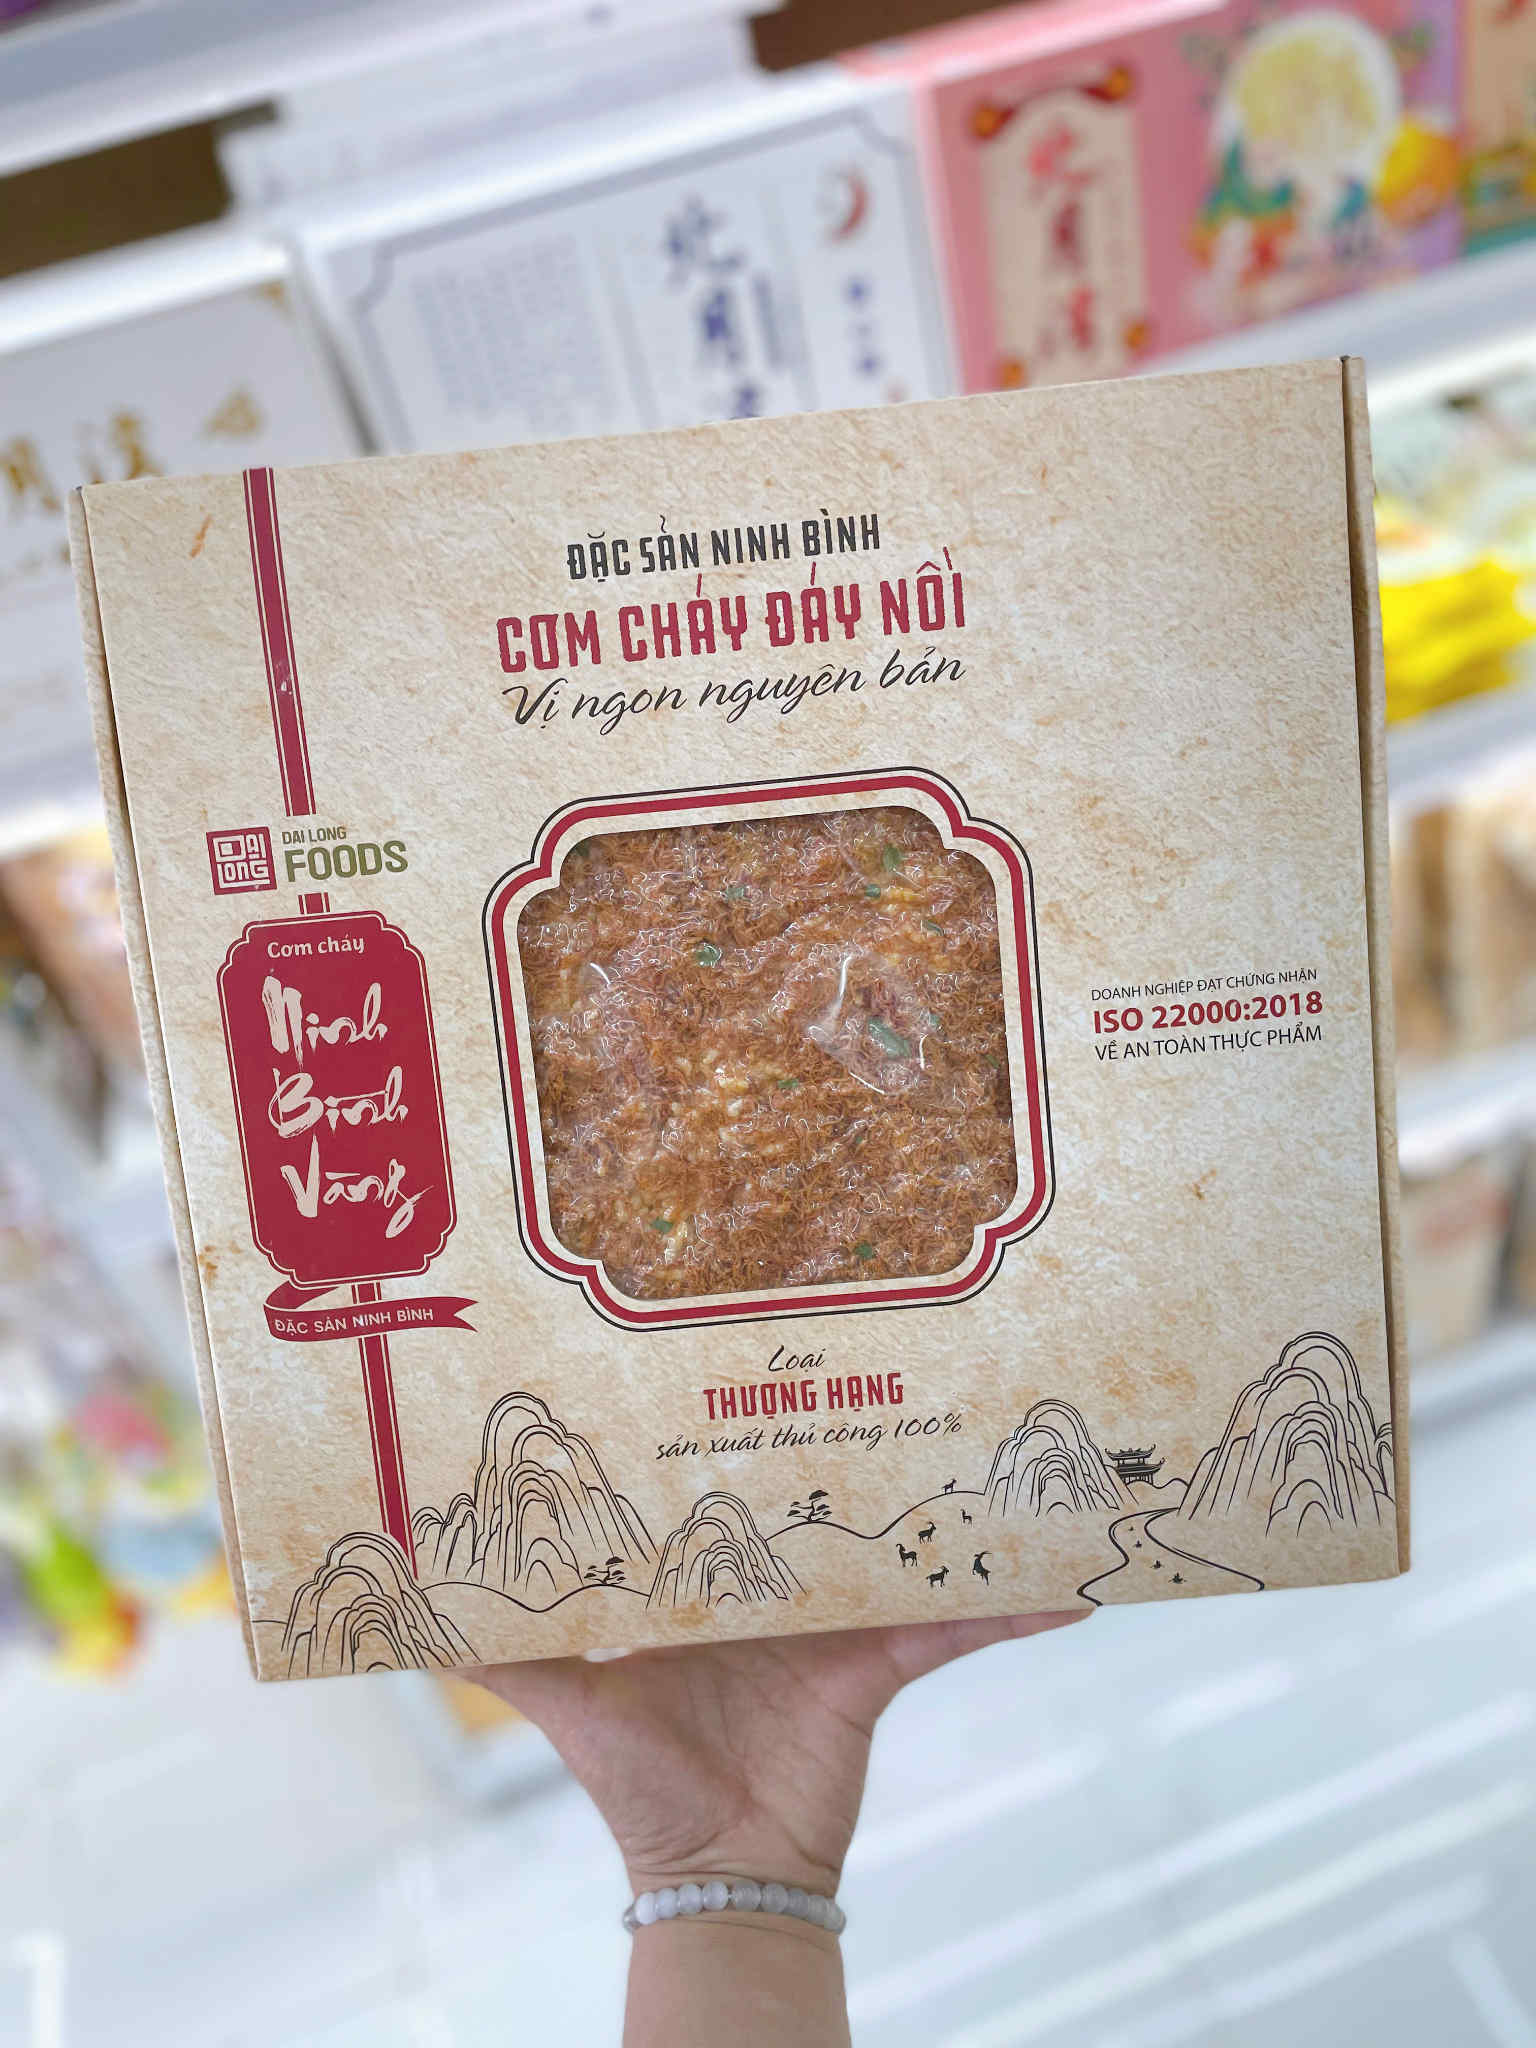 ĐẶC SẢN NINH BÌNH
CƠM CHÁY ĐÁY NỒI
Vị ngon nguyên bản
ĐẠI LONG
DAI LONG
FOODS
Cơm cháy
Ninh
Bình
Vàng
ĐẶC SẢN NINH BÌNH
DOANH NGHIỆP ĐẠT CHỨNG NHẬN
ISO 22000:2018
VỀ AN TOÀN THỰC PHẨM
Loại
THƯỢNG HẠNG
sản xuất thủ công 100%